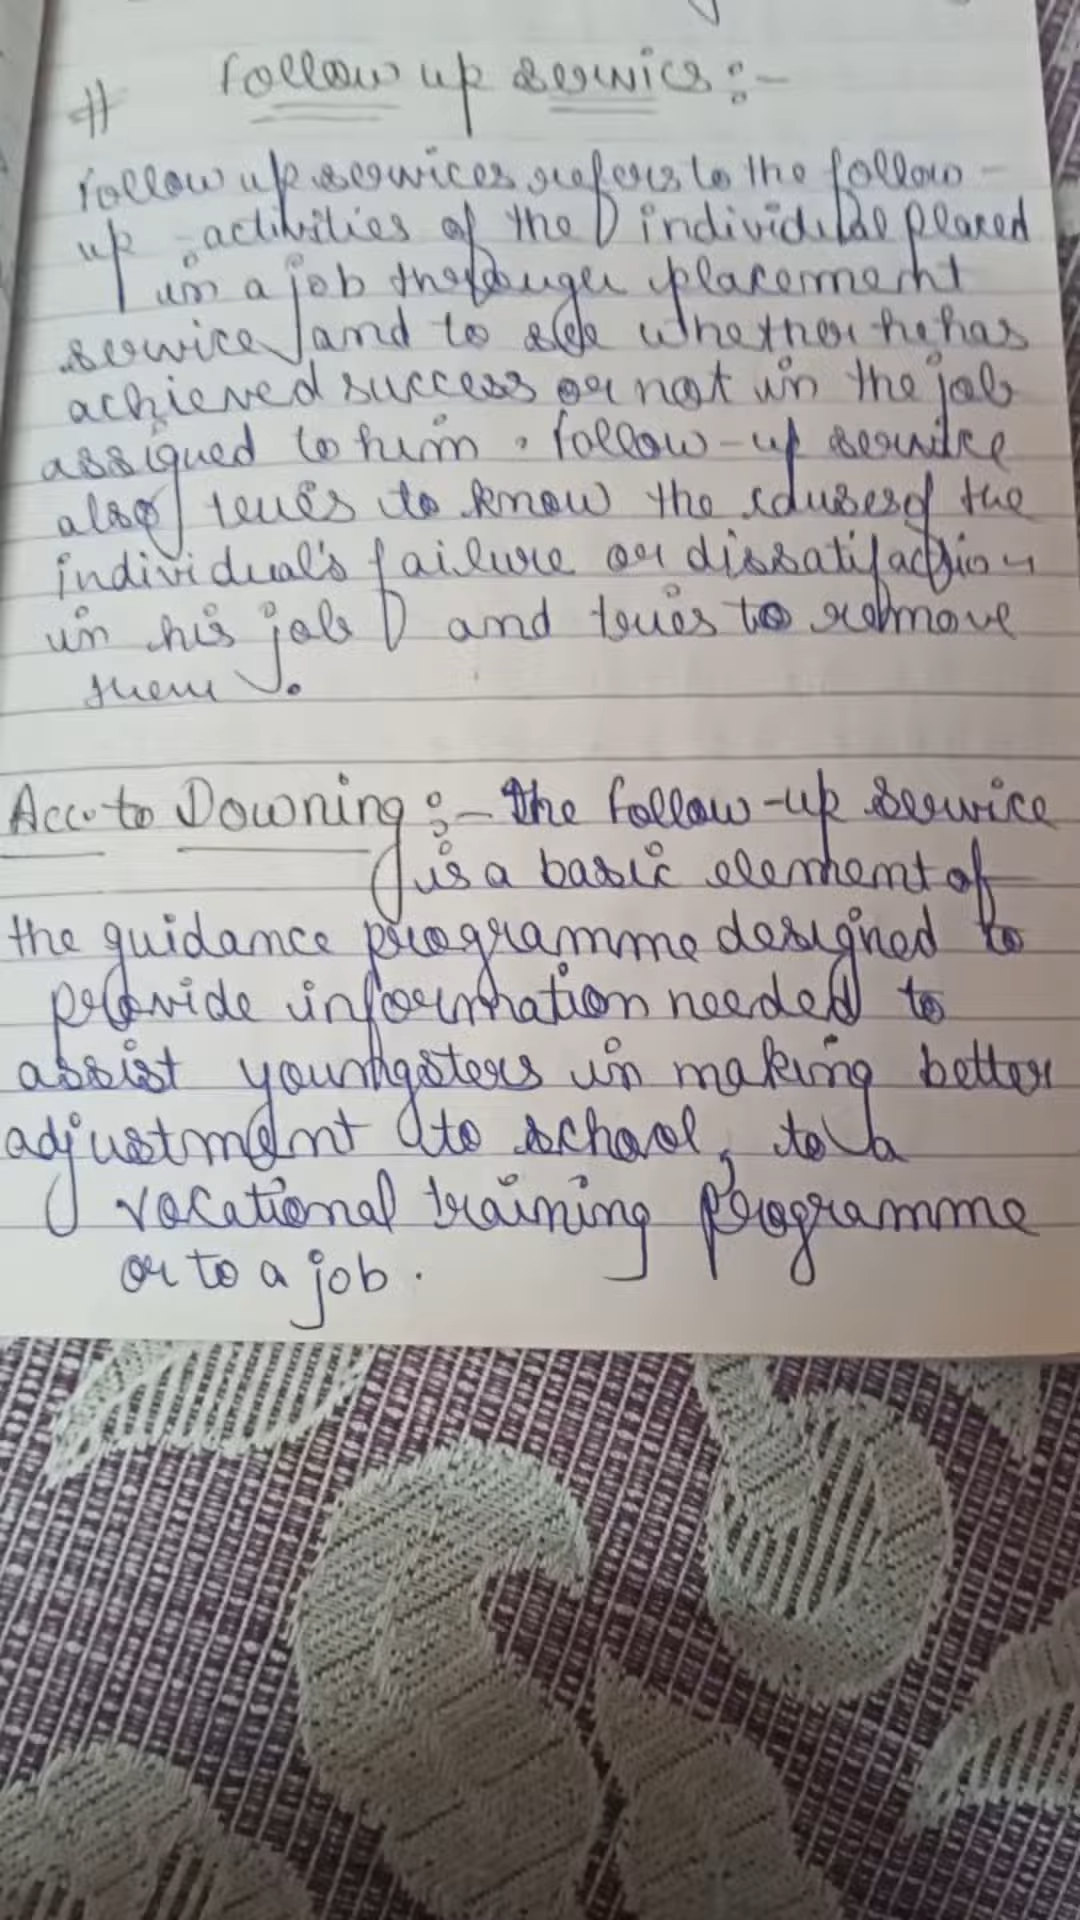 # Follow up service :-
Follow up services refers to the follow-
up activities of the individual placed
in a job through placement
service and to see whether he has
achieved success or not in the job
assigned to him. Follow-up service
also tries to know the causes of the
individual's failure or dissatifaction
in his job and tries to remove
them.
Acc. to Downing :- The follow-up service
is a basic element of
the guidance programme designed to
provide information needed to
assist youngsters in making better
adjustment to school, to a
vocational training programme
or to a job.